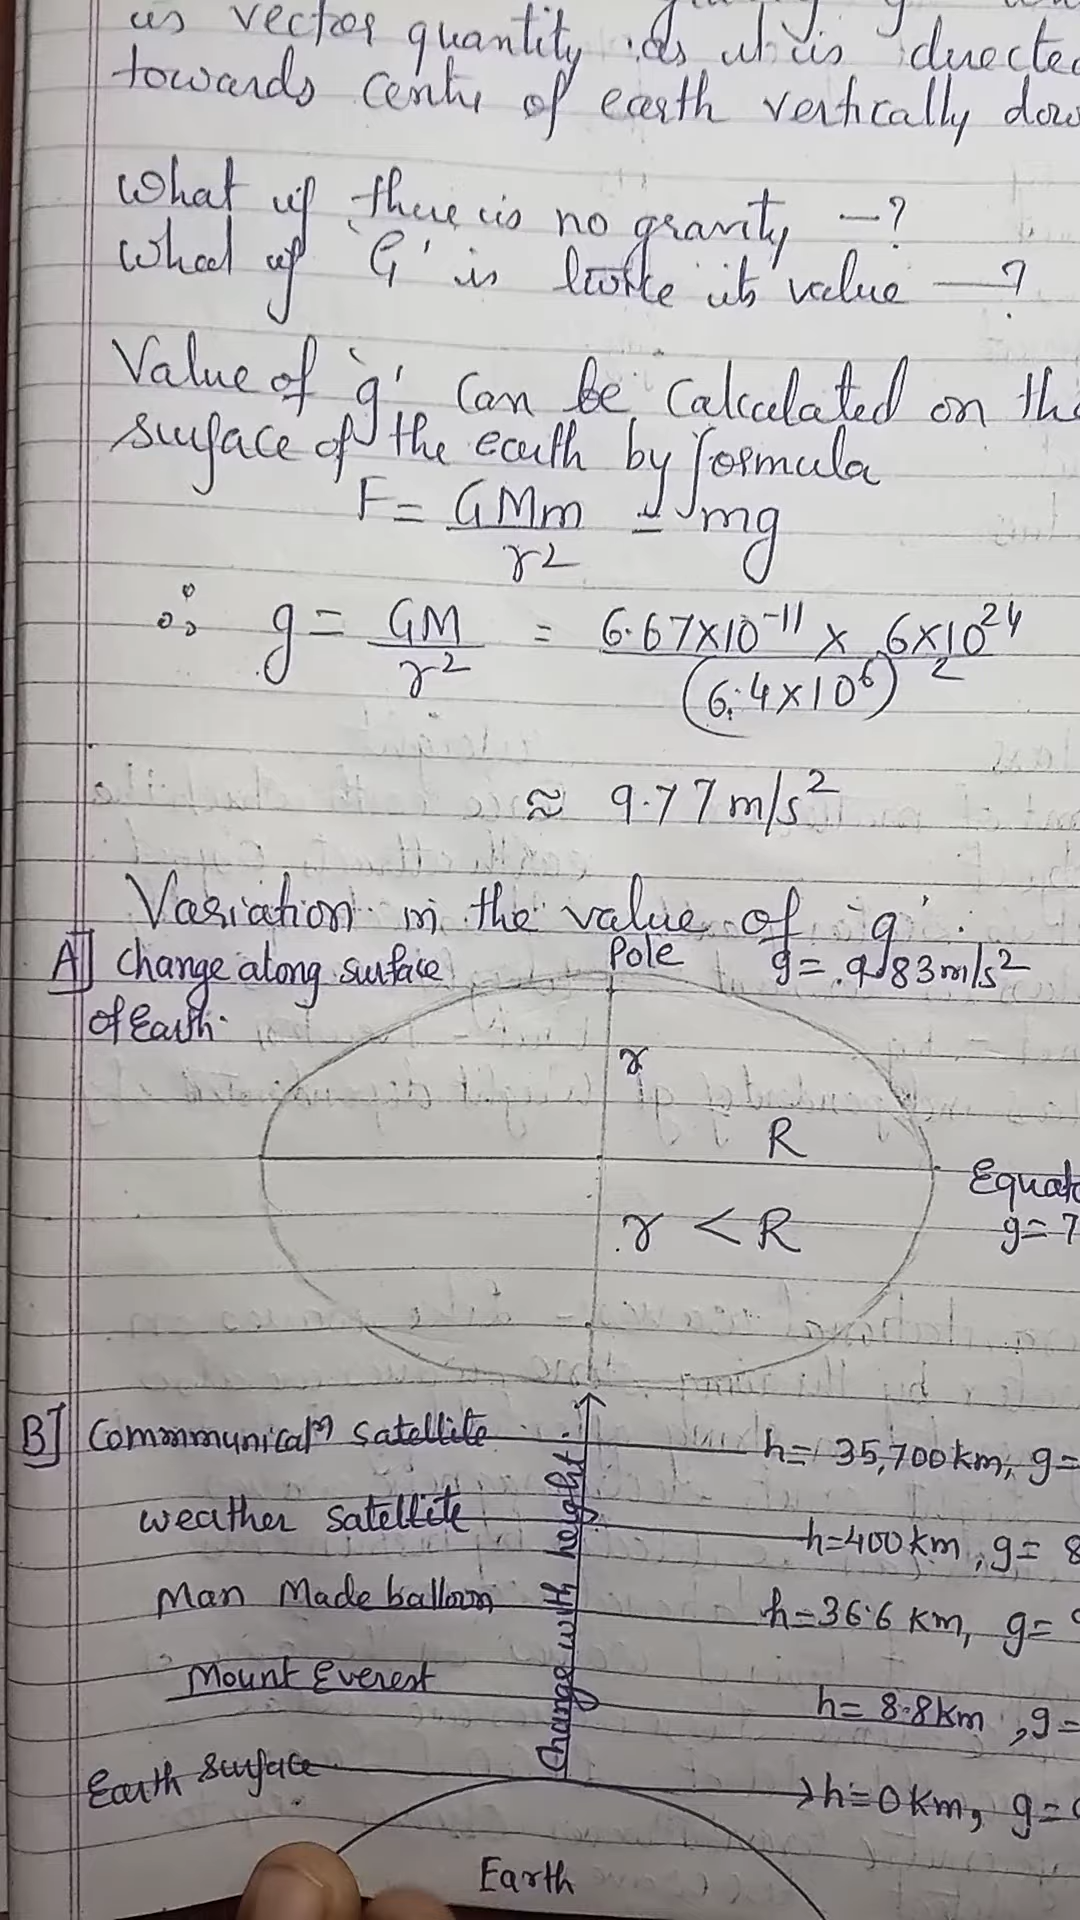 us vector quantity as it is directed
towards centre of earth vertically dow
What if there is no gravity —?
What if 'G' is twice its value —?
Value of 'g' can be calculated on the
surface of the earth by formula
F = GMm / r² = mg
∴ g = GM / r² = 6.67×10⁻¹¹ × 6×10²⁴ / (6.4×10⁶)²
≈ 9.77 m/s²
Variation in the value of 'g'.
A] Change along surface
of Earth.
Pole g = 9.83 m/s²
r
R
Equato
g = 7
r < R
B] Commmunicatn satellite h = 35,700 km, g =
weather satellite h=400 km, g = 8
Man Made balloon h=36.6 km, g =
Mount Everest h = 8.8 km, g =
Earth surface h=0 km, g =
Change with height
Earth